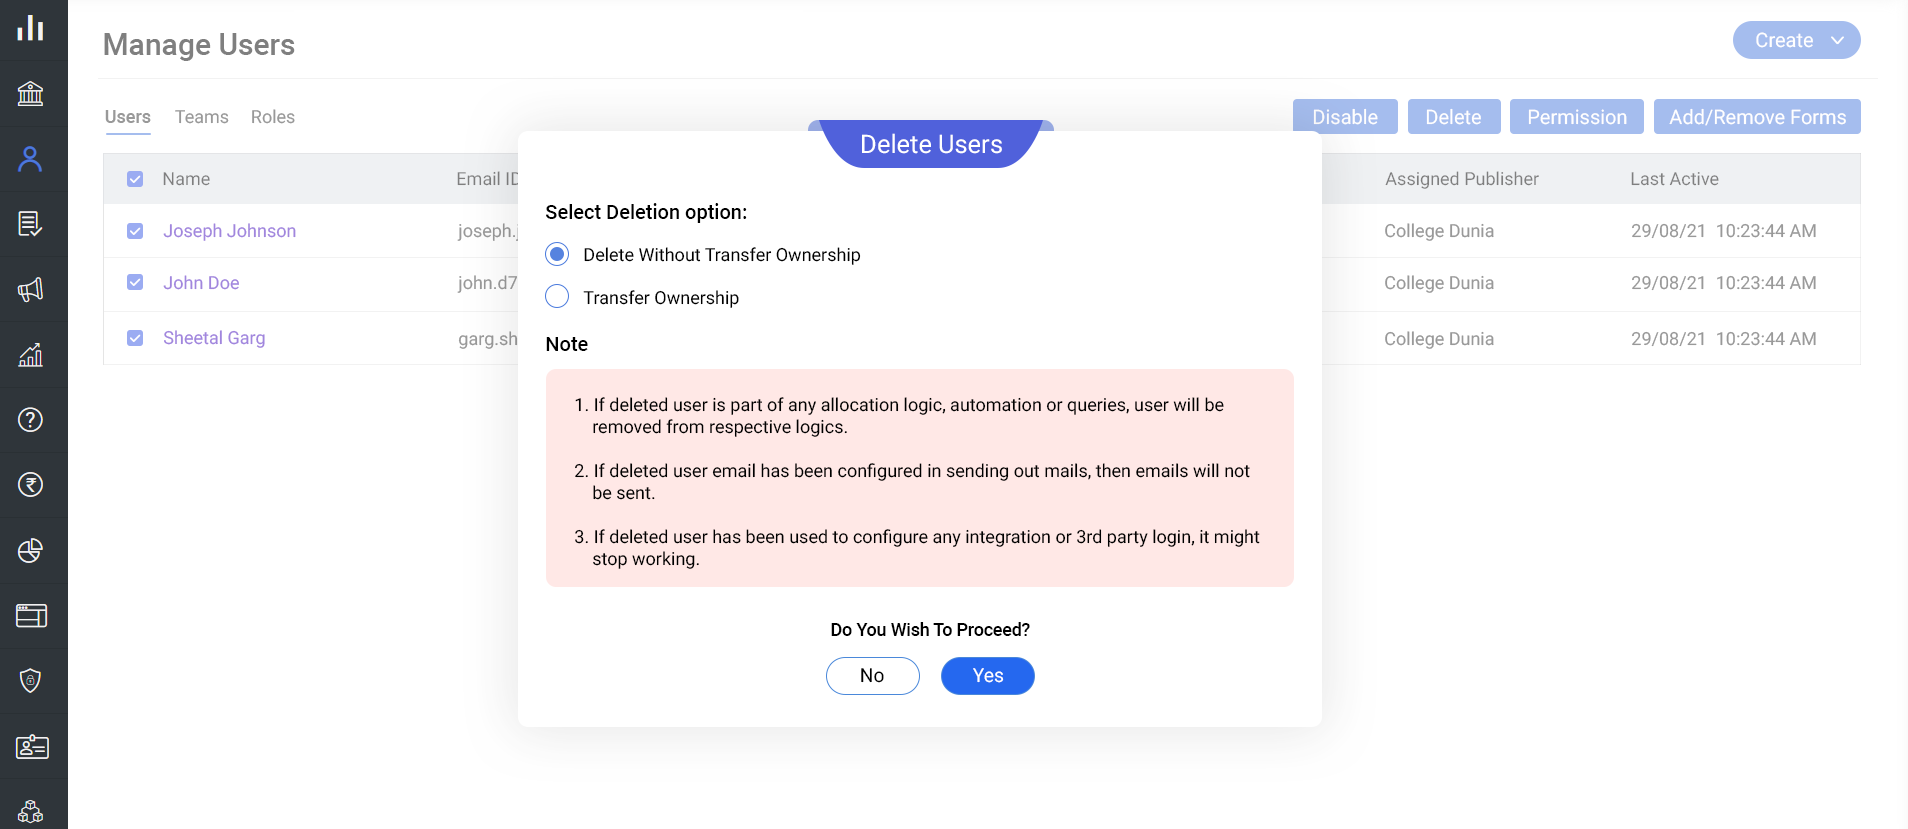 Manage Users
Create
Users Teams Roles
Disable Delete Permission Add/Remove Forms
Name Email ID Assigned Publisher Last Active
Joseph Johnson joseph.j College Dunia 29/08/21 10:23:44 AM
John Doe john.d7 College Dunia 29/08/21 10:23:44 AM
Sheetal Garg garg.sh College Dunia 29/08/21 10:23:44 AM
Delete Users
Select Deletion option:
Delete Without Transfer Ownership
Transfer Ownership
Note
1. If deleted user is part of any allocation logic, automation or queries, user will be
removed from respective logics.
2. If deleted user email has been configured in sending out mails, then emails will not
be sent.
3. If deleted user has been used to configure any integration or 3rd party login, it might
stop working.
Do You Wish To Proceed?
No Yes